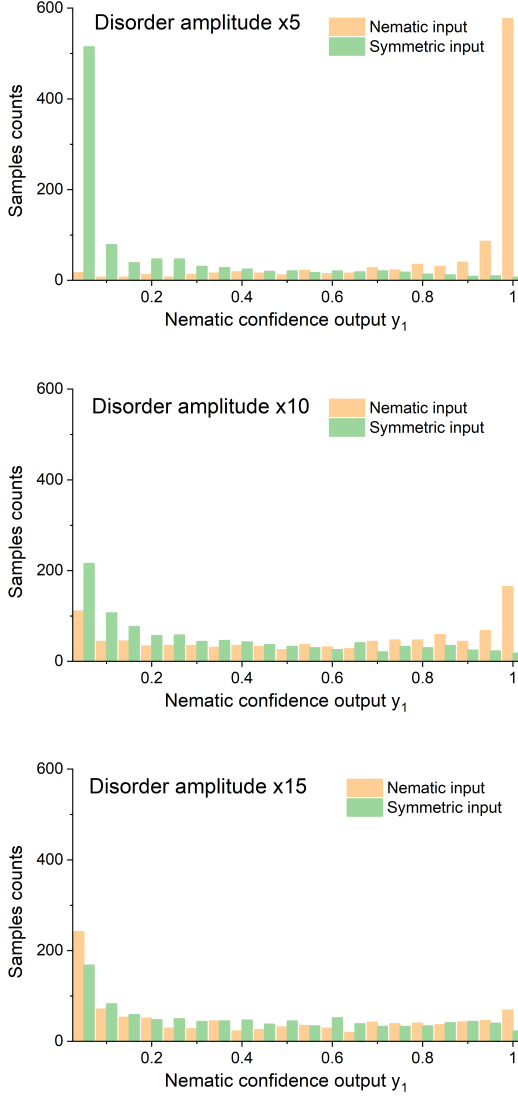 Disorder amplitude x5
Nematic input
Symmetric input
600
400
200
0
0.2
0.4
0.6
0.8
1
Samples counts
Nematic confidence output y₁
Disorder amplitude x10
Nematic input
Symmetric input
600
400
200
0
0.2
0.4
0.6
0.8
1
Samples counts
Nematic confidence output y₁
Disorder amplitude x15
Nematic input
Symmetric input
600
400
200
0
0.2
0.4
0.6
0.8
1
Samples counts
Nematic confidence output y₁